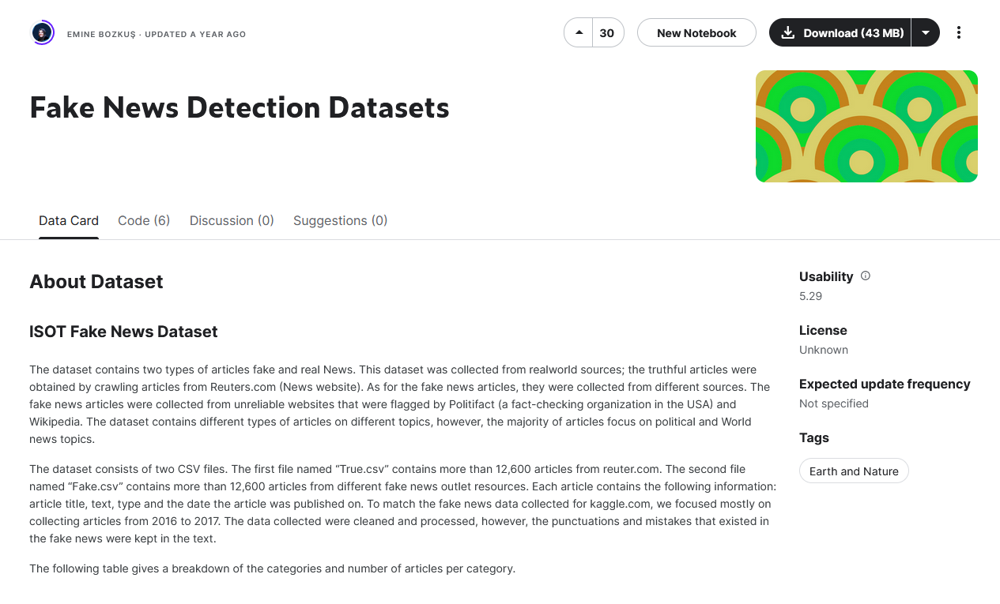 EMINE BOZKUŞ · UPDATED A YEAR AGO
30
New Notebook
Download (43 MB)
Fake News Detection Datasets
Data Card
Code (6)
Discussion (0)
Suggestions (0)
About Dataset
ISOT Fake News Dataset
The dataset contains two types of articles fake and real News. This dataset was collected from realworld sources; the truthful articles were
obtained by crawling articles from Reuters.com (News website). As for the fake news articles, they were collected from different sources. The
fake news articles were collected from unreliable websites that were flagged by Politifact (a fact-checking organization in the USA) and
Wikipedia. The dataset contains different types of articles on different topics, however, the majority of articles focus on political and World
news topics.
The dataset consists of two CSV files. The first file named “True.csv” contains more than 12,600 articles from reuter.com. The second file
named “Fake.csv” contains more than 12,600 articles from different fake news outlet resources. Each article contains the following information:
article title, text, type and the date the article was published on. To match the fake news data collected for kaggle.com, we focused mostly on
collecting articles from 2016 to 2017. The data collected were cleaned and processed, however, the punctuations and mistakes that existed in
the fake news were kept in the text.
The following table gives a breakdown of the categories and number of articles per category.
Usability
5.29
License
Unknown
Expected update frequency
Not specified
Tags
Earth and Nature